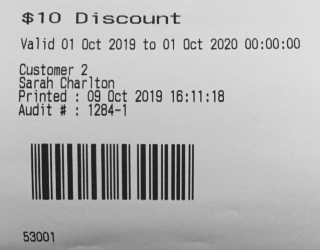 $10 Discount
Valid 01 Oct 2019 to 01 Oct 2020 00:00:00
Customer 2
Sarah Charlton
Printed : 09 Oct 2019 16:11:18
Audit # : 1284-1
53001